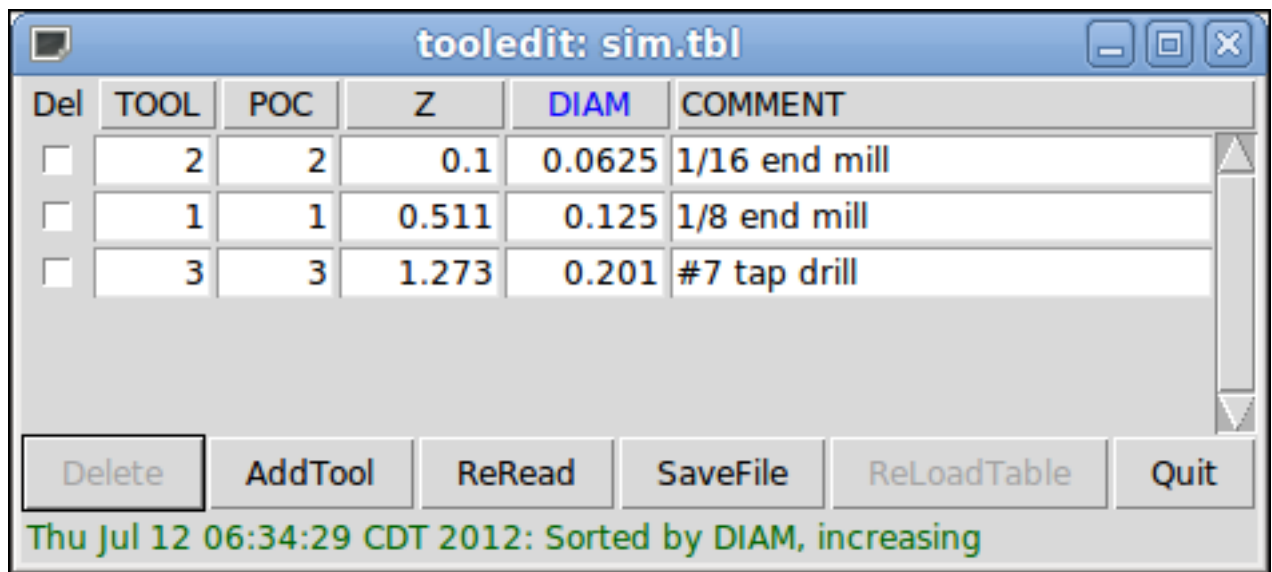 tooledit: sim.tbl
Del TOOL POC Z DIAM COMMENT
2 2 0.1 0.0625 1/16 end mill
1 1 0.511 0.125 1/8 end mill
3 3 1.273 0.201 #7 tap drill
Delete AddTool ReRead SaveFile ReLoadTable Quit
Thu Jul 12 06:34:29 CDT 2012: Sorted by DIAM, increasing